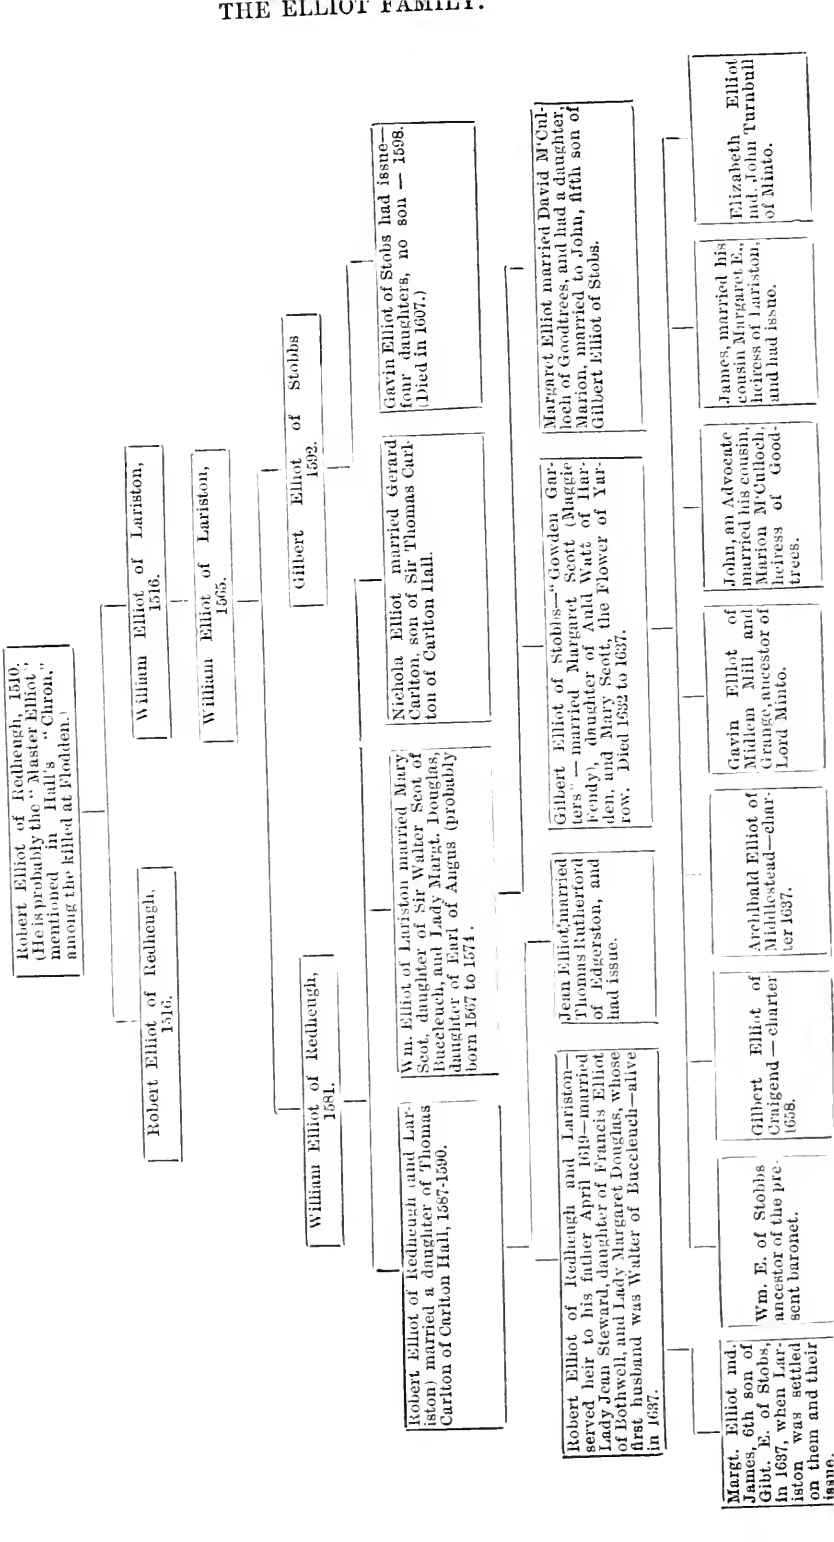 THE ELLIOT FAMILY.
Robert Elliot of Redheugh, 1510.
(He is probably the "Master Elliot",
mentioned in Hall's "Chron,"
among the killed at Flodden.)
Robert Elliot of Redheugh,
1516.
William Elliot of Lariston,
1516.
William Elliot of Lariston,
1565.
William Elliot of Redheugh,
1581.
Gilbert Elliot of Stobbs
1592.
Robert Elliot of Redheugh (and Lar-
iston) married a daughter of Thomas
Carlton of Carlton Hall, 1587-1590.
Wm. Elliot of Lariston married Mary
Scot, daughter of Sir Walter Scot of
Buccleuch, and Lady Margt. Douglas,
daughter of Earl of Angus (probably
born 1567 to 1574.
Nichola Elliot married Gerard
Carlton, son of Sir Thomas Carl-
ton of Carlton Hall.
Gavin Elliot of Stobs had issue—
four daughters, no son — 1598.
(Died in 1607.)
Robert Elliot of Redheugh and Lariston—
served heir to his father April 1619—married
Lady Jean Steward, daughter of Francis Elliot
of Bothwell, and Lady Margaret Douglas, whose
first husband was Walter of Buccleuch—alive
in 1637.
Jean Elliot married
Thomas Rutherford
of Edgerston, and
had issue.
Gilbert Elliot of Stobbs—"Gowden Gar-
ters" — married Margaret Scott (Maggie
Fendy), daughter of Auld Watt of Har-
den, and Mary Scott, the Flower of Yar-
row. Died 1632 to 1637.
Margaret Elliot married David M'Cul-
loch of Goodtrees, and had a daughter,
Marion, married to John, fifth son of
Gilbert Elliot of Stobs.
Margt. Elliot md.
James, 6th son of
Gibt. E. of Stobs,
in 1637, when Lar-
iston was settled
on them and their
issue.
Wm. E. of Stobbs
ancestor of the pre-
sent baronet.
Gilbert Elliot of
Craigend — charter
1658.
Archibald Elliot of
Middlestead—char-
ter 1637.
Gavin Elliot of
Midlem Mill and
Grange, ancestor of
Lord Minto.
John, an Advocate
married his cousin,
Marion M'Culloch,
heiress of Good-
trees.
James, married his
cousin Margaret E.,
heiress of Lariston,
and had issue.
Elizabeth Elliot
md. John Turnbull
of Minto.